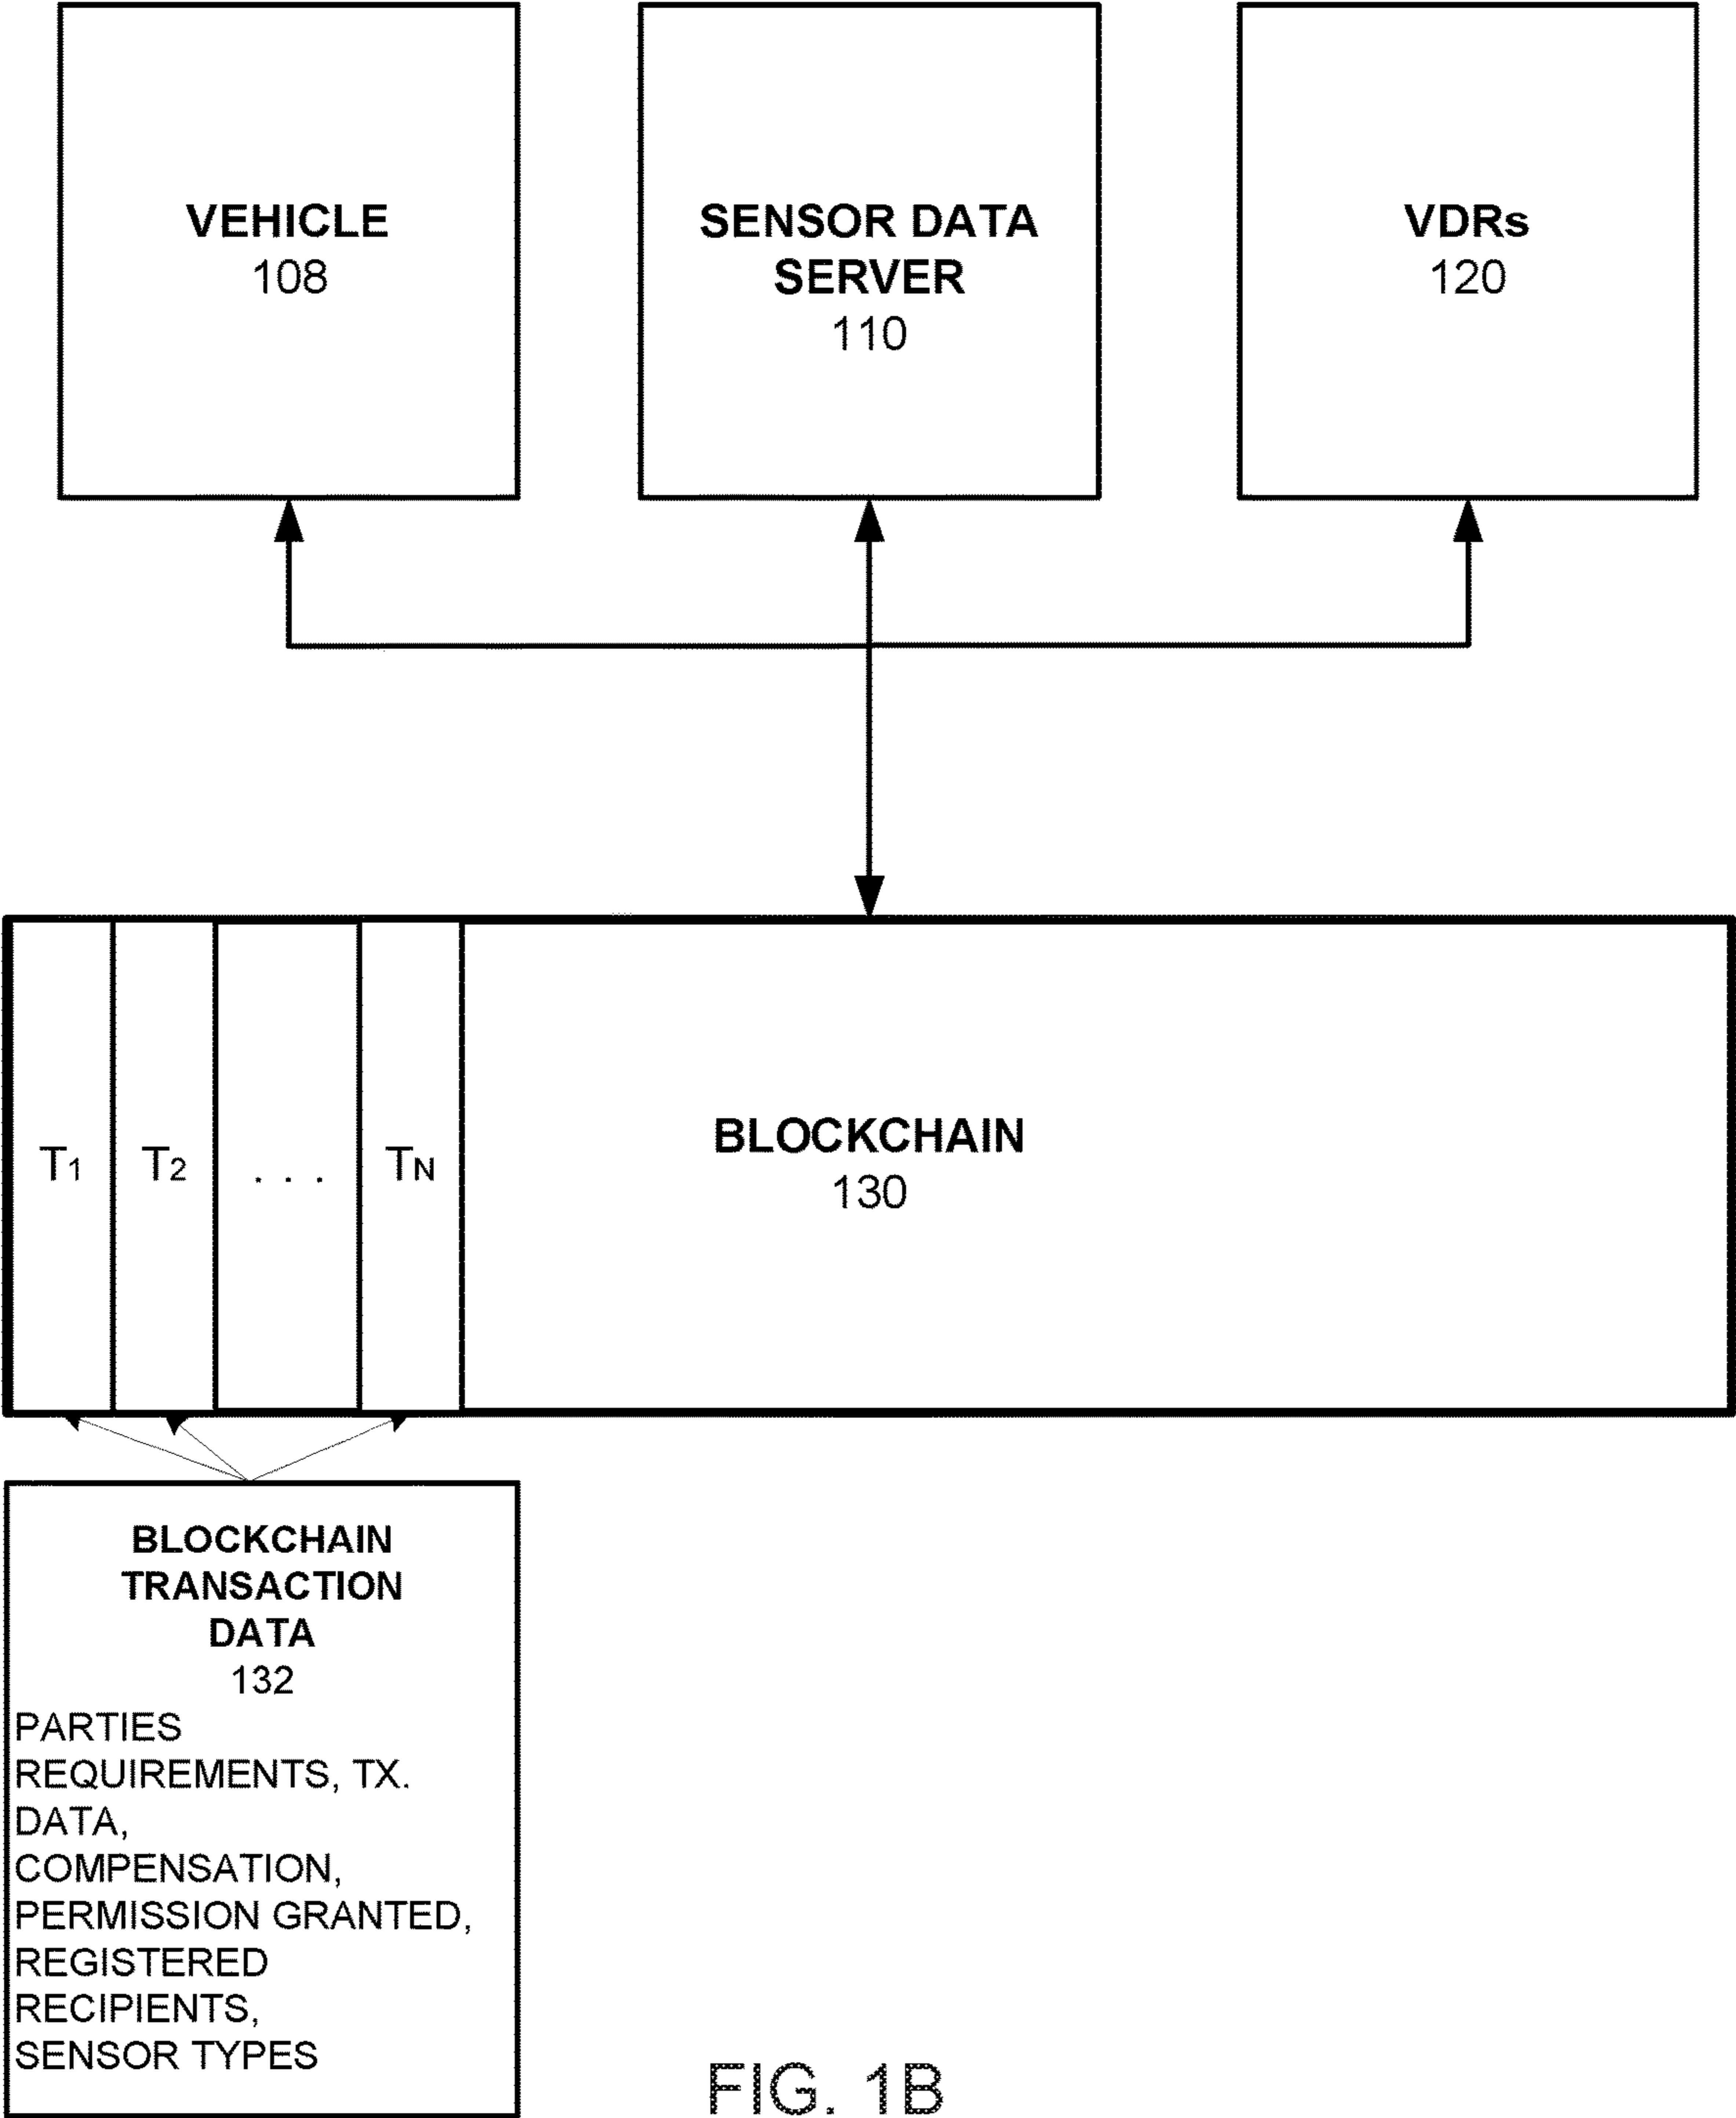 VEHICLE
108
SENSOR DATA
SERVER
110
VDRs
120
T1
T2
. . .
TN
BLOCKCHAIN
130
BLOCKCHAIN
TRANSACTION
DATA
132
PARTIES
REQUIREMENTS, TX.
DATA,
COMPENSATION,
PERMISSION GRANTED,
REGISTERED
RECIPIENTS,
SENSOR TYPES
FIG. 1B